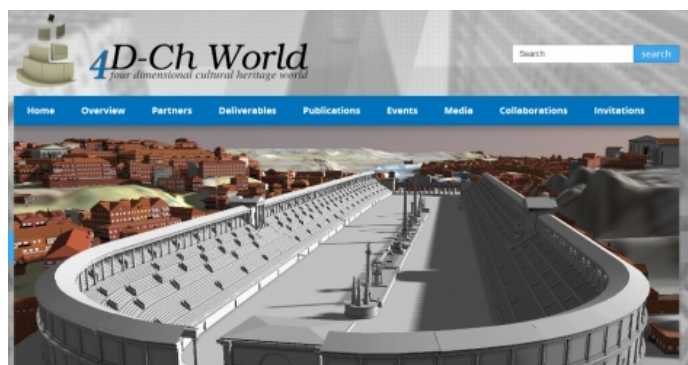 4D-Ch World
four dimensional cultural heritage world
Search search
Home Overview Partners Deliverables Publications Events Media Collaborations Invitations